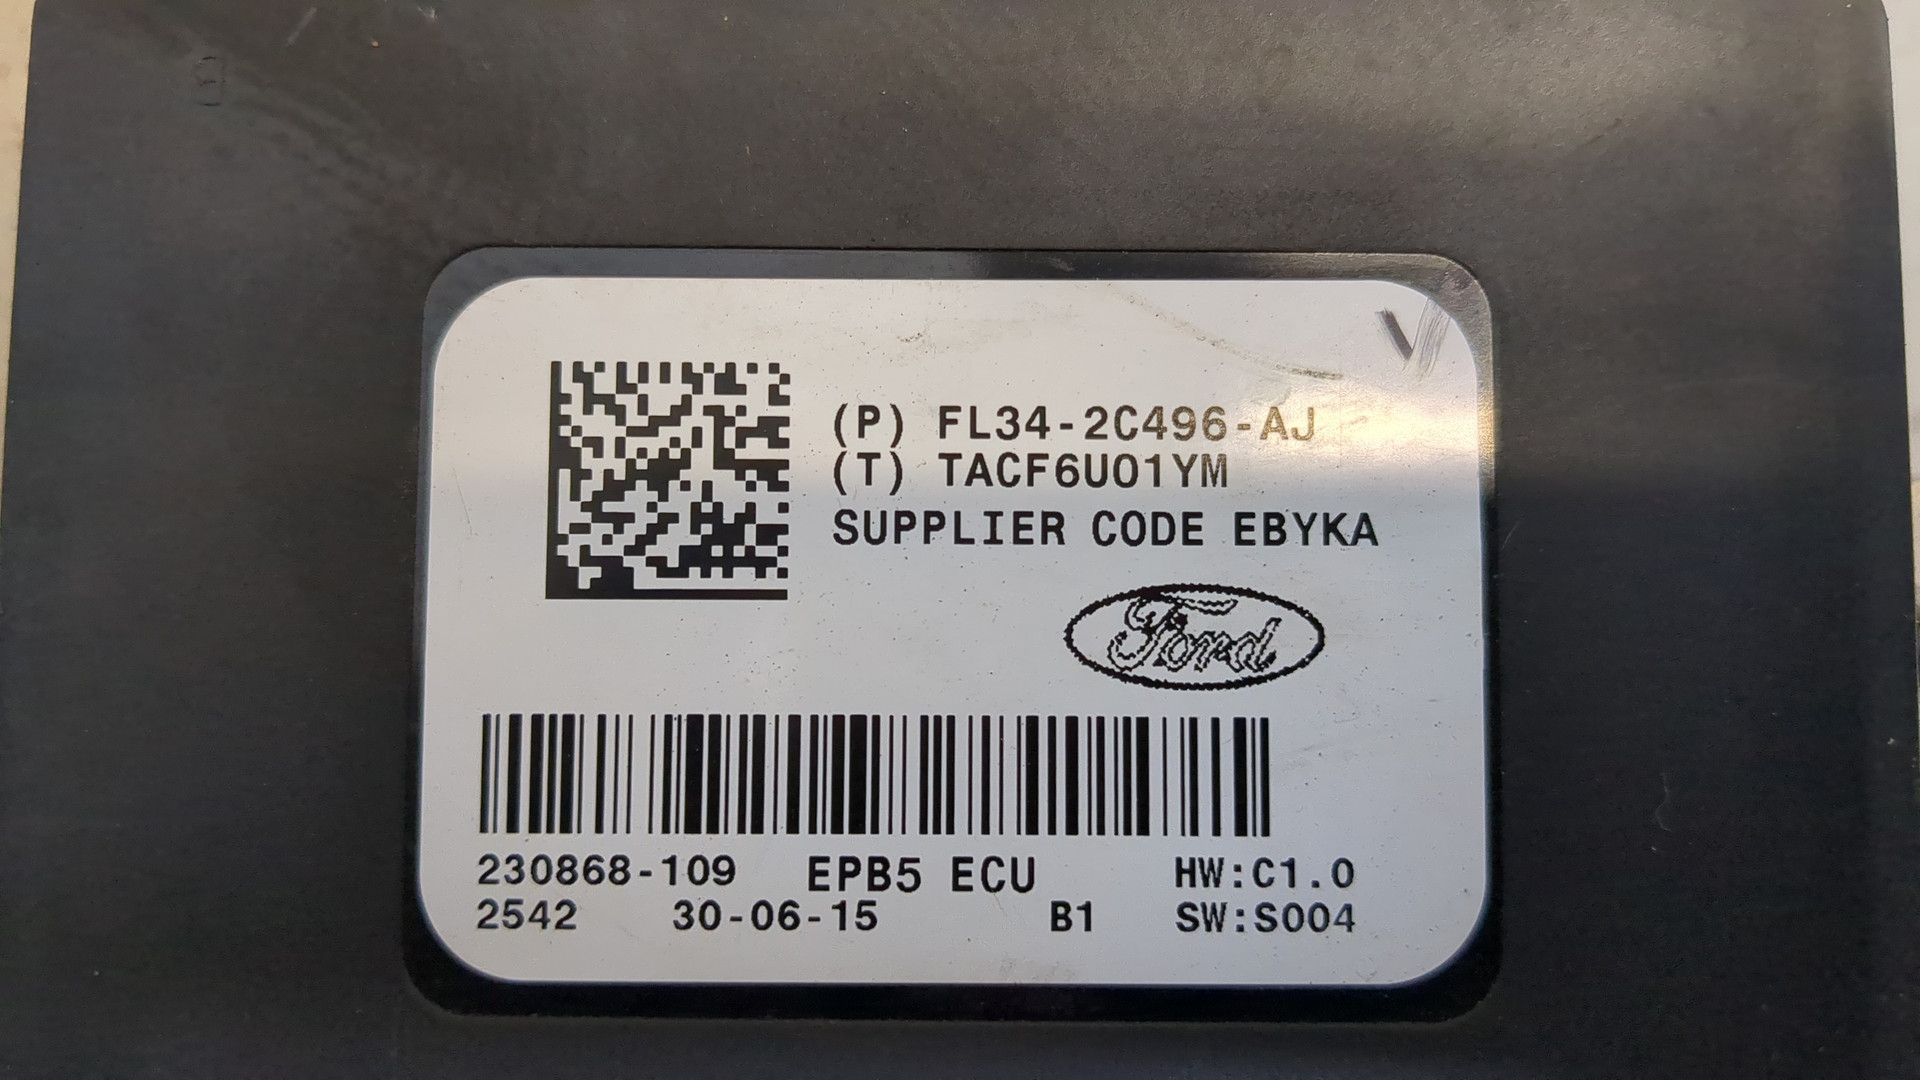 (P) FL34-2C496-AJ
(T) TACF6U01YM
SUPPLIER CODE EBYKA
Ford
230868-109 EPB5 ECU HW:C1.0
2542 30-06-15 B1 SW:S004